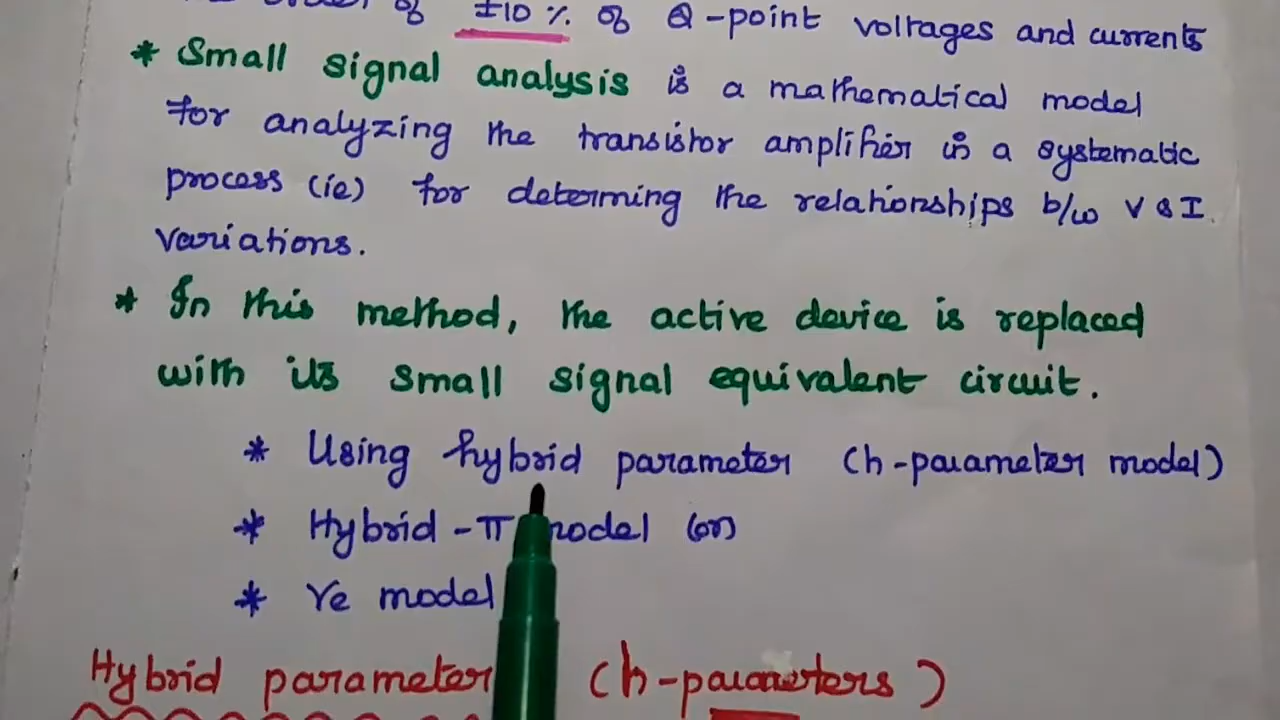 of ±10 % of Q-point voltages and currents
* Small signal analysis is a mathematical model
for analyzing the transistor amplifier in a systematic
process (ie) for determining the relationships b/w V & I
variations.
* In this method, the active device is replaced
with its small signal equivalent circuit.
* Using hybrid parameter (h-parameter model)
* Hybrid-π model (or)
* re model
Hybrid parameter (h-parameters)